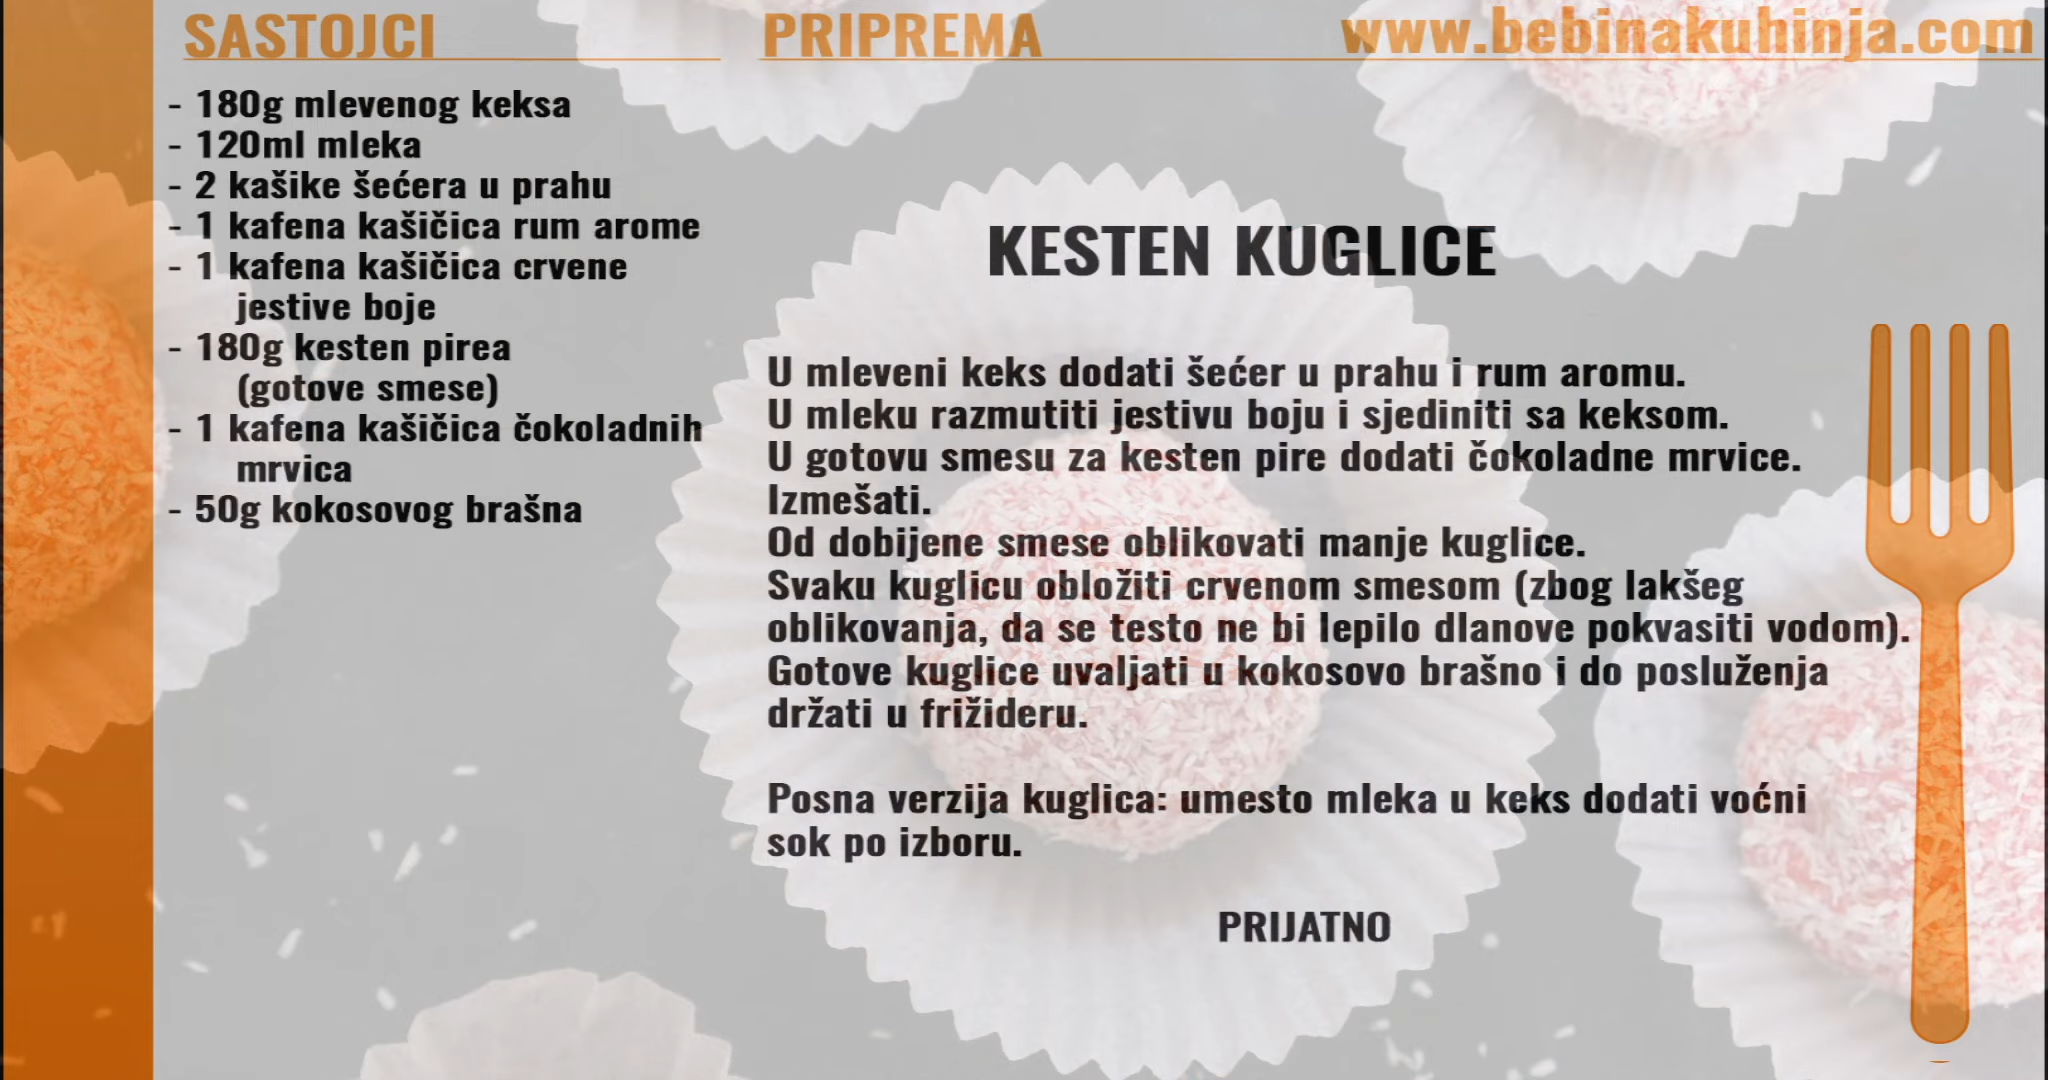 SASTOJCI
- 180g mlevenog keksa
- 120ml mleka
- 2 kašike šećera u prahu
- 1 kafena kašičica rum arome
- 1 kafena kašičica crvene
jestive boje
- 180g kesten pirea
(gotove smese)
- 1 kafena kašičica čokoladnih
mrvica
- 50g kokosovog brašna
PRIPREMA
www.bebinakuhinja.com
KESTEN KUGLICE
U mleveni keks dodati šećer u prahu i rum aromu.
U mleku razmutiti jestivu boju i sjediniti sa keksom.
U gotovu smesu za kesten pire dodati čokoladne mrvice.
Izmešati.
Od dobijene smese oblikovati manje kuglice.
Svaku kuglicu obložiti crvenom smesom (zbog lakšeg
oblikovanja, da se testo ne bi lepilo dlanove pokvasiti vodom).
Gotove kuglice uvaljati u kokosovo brašno i do posluženja
držati u frižideru.
Posna verzija kuglica: umesto mleka u keks dodati voćni
sok po izboru.
PRIJATNO